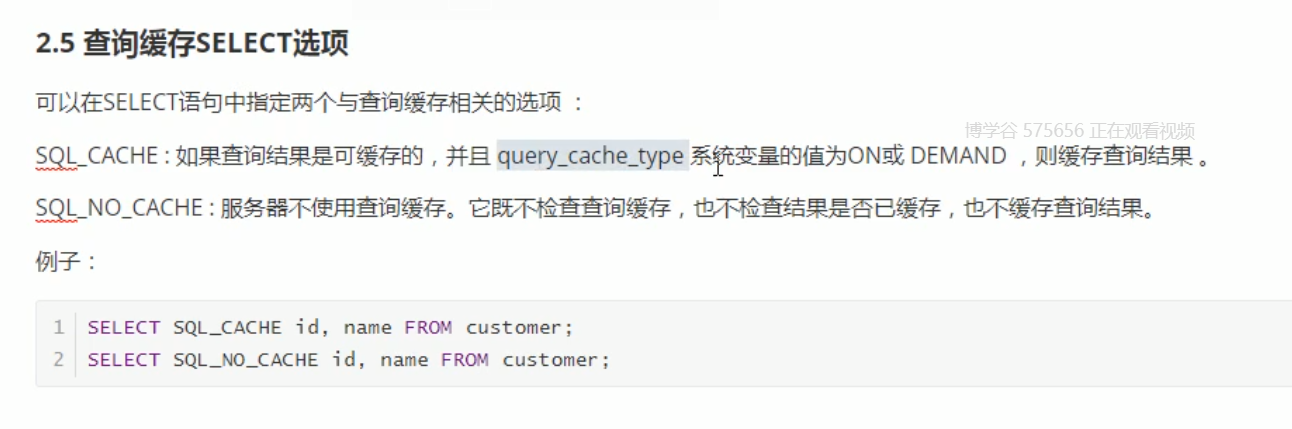 2.5 查询缓存SELECT选项
可以在SELECT语句中指定两个与查询缓存相关的选项 ：
博学谷 575656 正在观看视频
SQL_CACHE : 如果查询结果是可缓存的，并且 query_cache_type 系统变量的值为ON或 DEMAND ，则缓存查询结果 。
SQL_NO_CACHE : 服务器不使用查询缓存。它既不检查查询缓存，也不检查结果是否已缓存，也不缓存查询结果。
例子：
1 SELECT SQL_CACHE id, name FROM customer;
2 SELECT SQL_NO_CACHE id, name FROM customer;